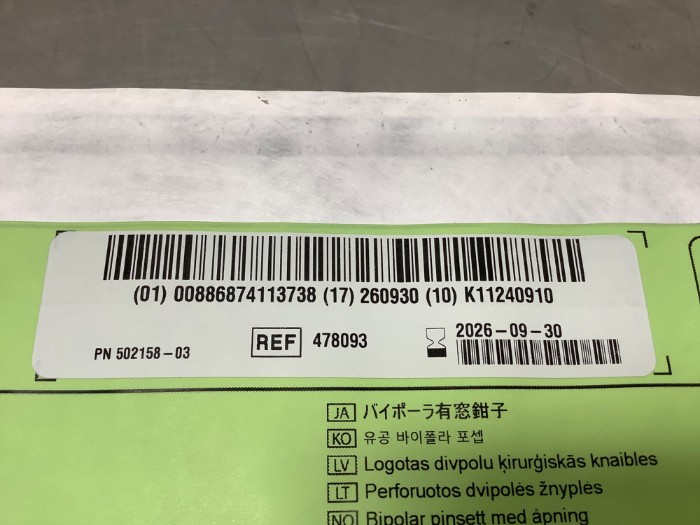 (01) 00886874113738 (17) 260930 (10) K11240910
PN 502158-03
REF 478093
2026-09-30
JA バイポーラ有窓鉗子
KO 유공 바이폴라 포셉
LV Logotas divpolu ķirurģiskās knaibles
LT Perforuotos dvipolės žnyplės
NO Bipolar pinsett med åpning